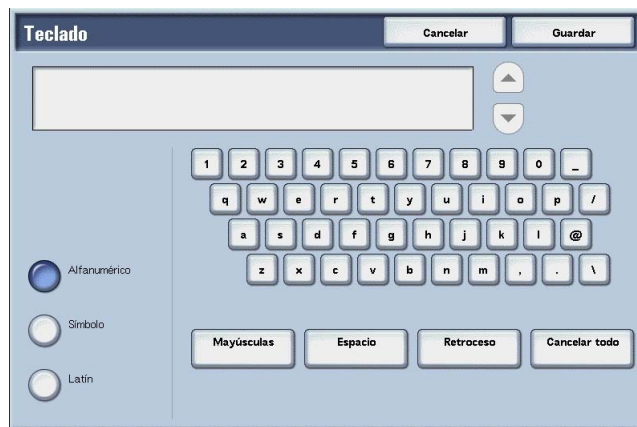 Teclado Cancelar Guardar
1 2 3 4 5 6 7 8 9 0 _
q w e r t y u i o p /
a s d f g h j k l @
z x c v b n m , . \
Alfanumérico
Símbolo
Latín
Mayúsculas Espacio Retroceso Cancelar todo